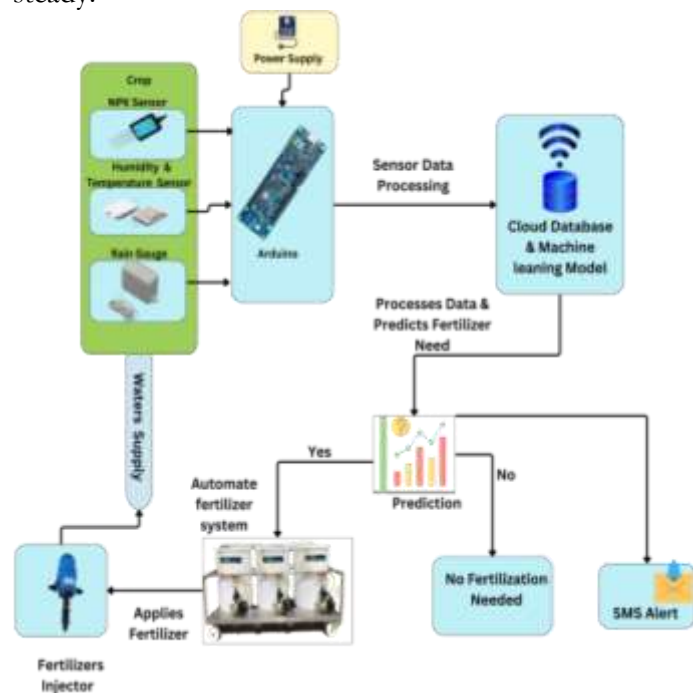 steady.
Power Supply
Crop
NPK Sensor
Humidity &
Temperature Sensor
Rain Gauge
Arduino
Sensor Data
Processing
Cloud Database
& Machine
leaning Model
Processes Data &
Predicts Fertilizer
Need
Waters Supply
Yes
No
Prediction
Automate
fertilizer
system
Applies
Fertilizer
No Fertilization
Needed
SMS Alert
Fertilizers
Injector